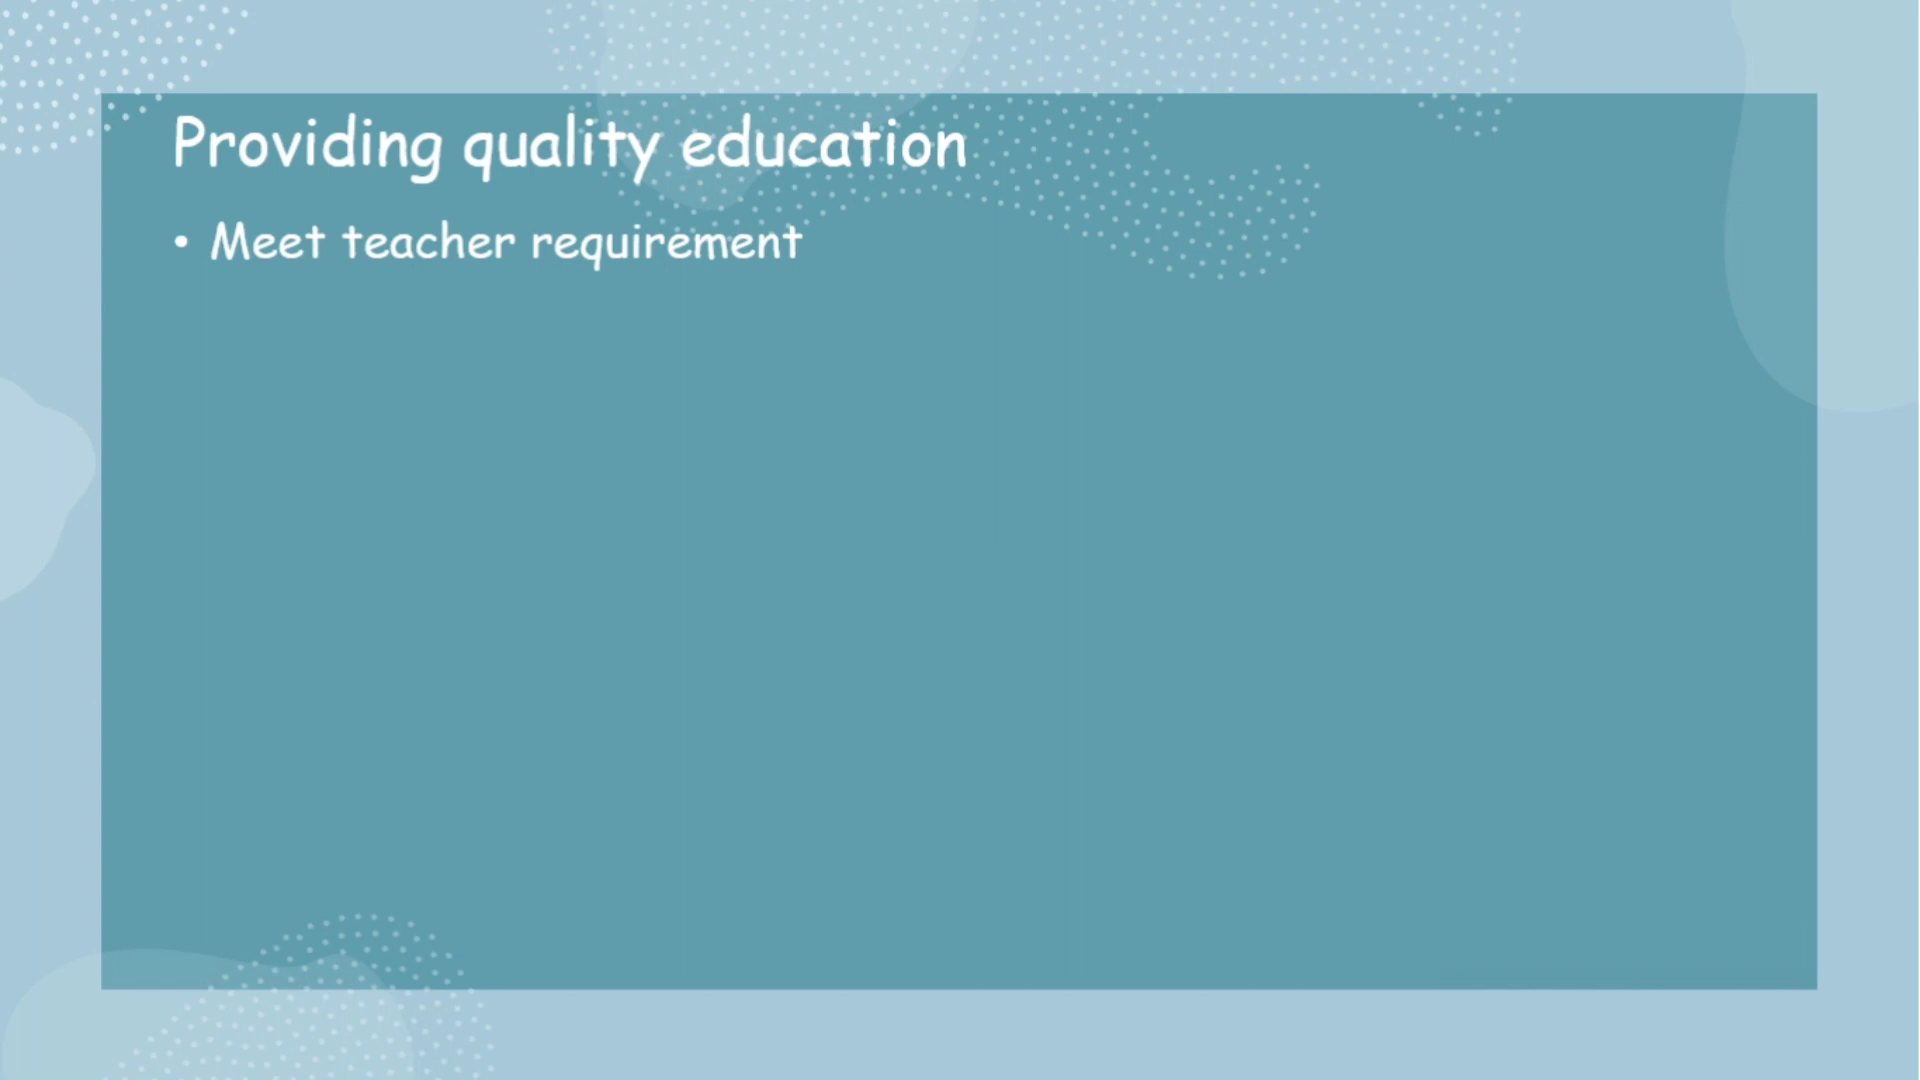 Providing quality education
• Meet teacher requirement